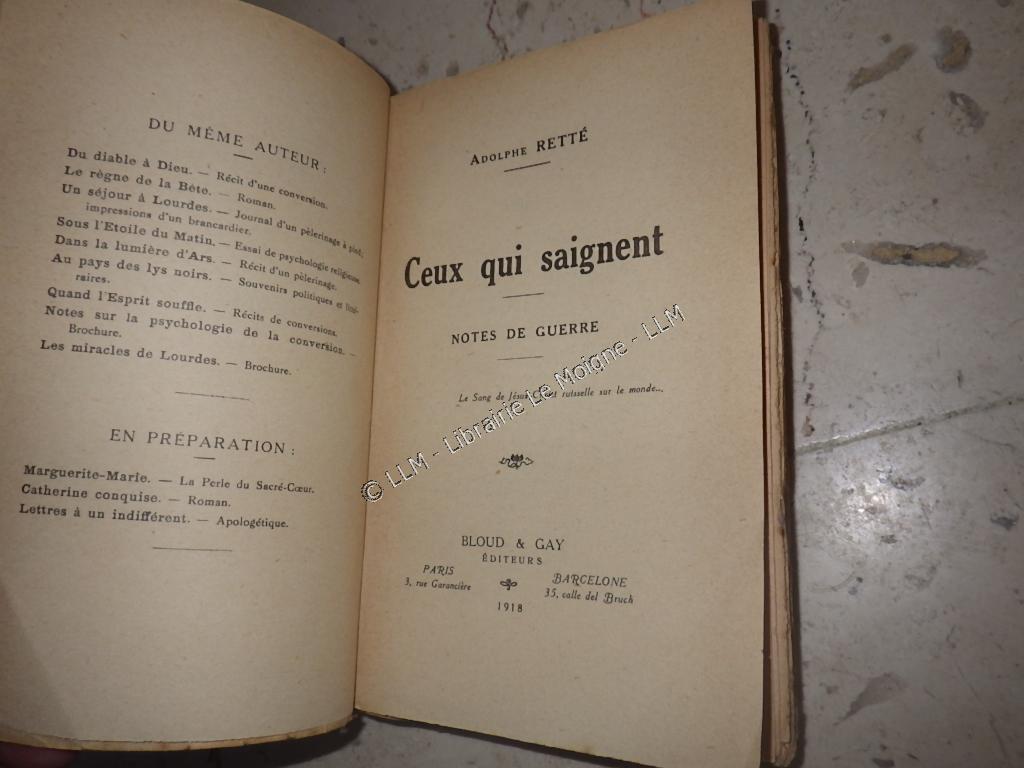 DU MÊME AUTEUR :
Du diable à Dieu. — Récit d'une conversion.
Le règne de la Bête. — Roman.
Un séjour à Lourdes. — Journal d'un pèlerinage à pied,
impressions d'un brancardier.
Sous l'Etoile du Matin. — Essai de psychologie religieuse.
Dans la lumière d'Ars. — Récit d'un pèlerinage.
Au pays des lys noirs. — Souvenirs politiques et litté-
raires.
Quand l'Esprit souffle. — Récits de conversions.
Notes sur la psychologie de la conversion. —
Brochure.
Les miracles de Lourdes. — Brochure.
EN PRÉPARATION :
Marguerite-Marie. — La Perle du Sacré-Cœur.
Catherine conquise. — Roman.
Lettres à un indifférent. — Apologétique.
ADOLPHE RETTÉ
Ceux qui saignent
NOTES DE GUERRE
Le Sang de Jésus ruisselle sur le monde...
BLOUD & GAY
ÉDITEURS
PARIS
3, rue Garancière
BARCELONE
35, calle del Bruch
1918
© LLM - Librairie Le Moigne - LLM